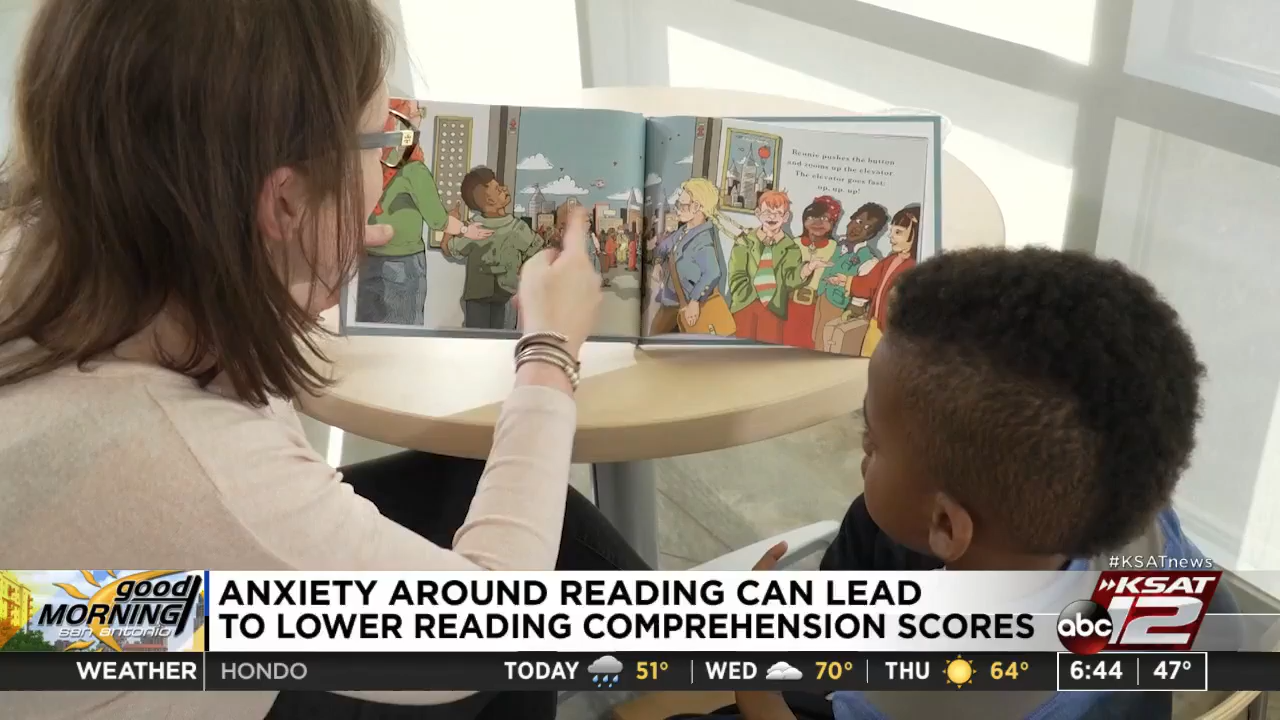 Ronnie pushes the button
and zooms up the elevator.
The elevator goes fast:
up, up, up!
#KSATnews
good
MORNING
san antonio
ANXIETY AROUND READING CAN LEAD
TO LOWER READING COMPREHENSION SCORES
KSAT
abc 12
WEATHER HONDO TODAY 51° WED 70° THU 64° 6:44 47°